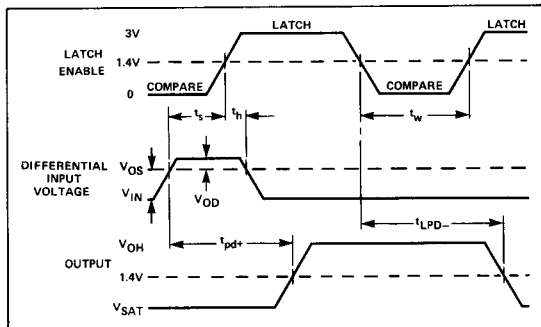 3V
LATCH
LATCH
LATCH
ENABLE
1.4V
COMPARE
COMPARE
0
ts
th
tw
DIFFERENTIAL
INPUT
VOLTAGE
VOS
VIN
VOD
tLPD–
tpd+
VOH
OUTPUT
1.4V
VSAT